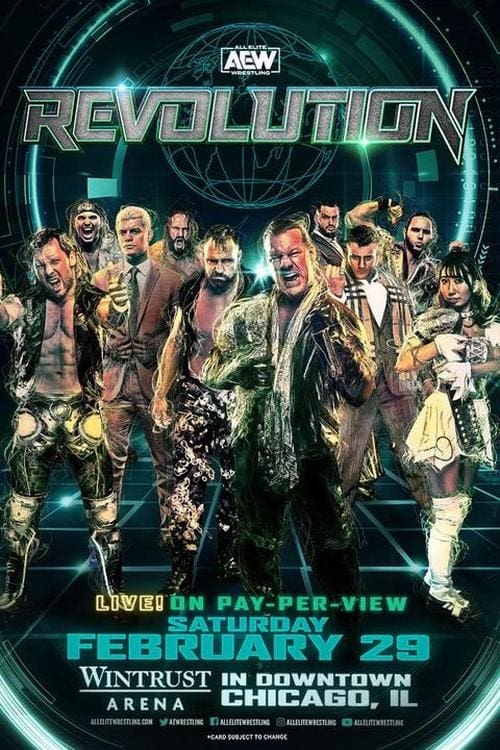 ALL ELITE
AEW
WRESTLING
REVOLUTION
LIVE! ON PAY-PER-VIEW
SATURDAY
FEBRUARY 29
WINTRUST
ARENA
IN DOWNTOWN
CHICAGO, IL
ALLELITEWRESTLING.COM AEWRESTLING ALLELITEWRESTLING ALLELITEWRESTLING ALLELITEWRESTLING
*CARD SUBJECT TO CHANGE